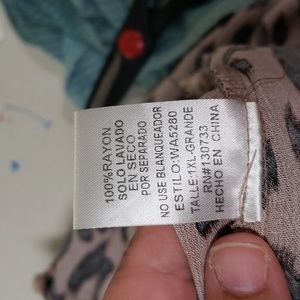 100% RAYON
SOLO LAVADO
EN SECO
POR SEPARADO
NO USE BLANQUEADOR
ESTILO: WA5280
TALLE: 1XL-GRANDE
RN#130733
HECHO EN CHINA